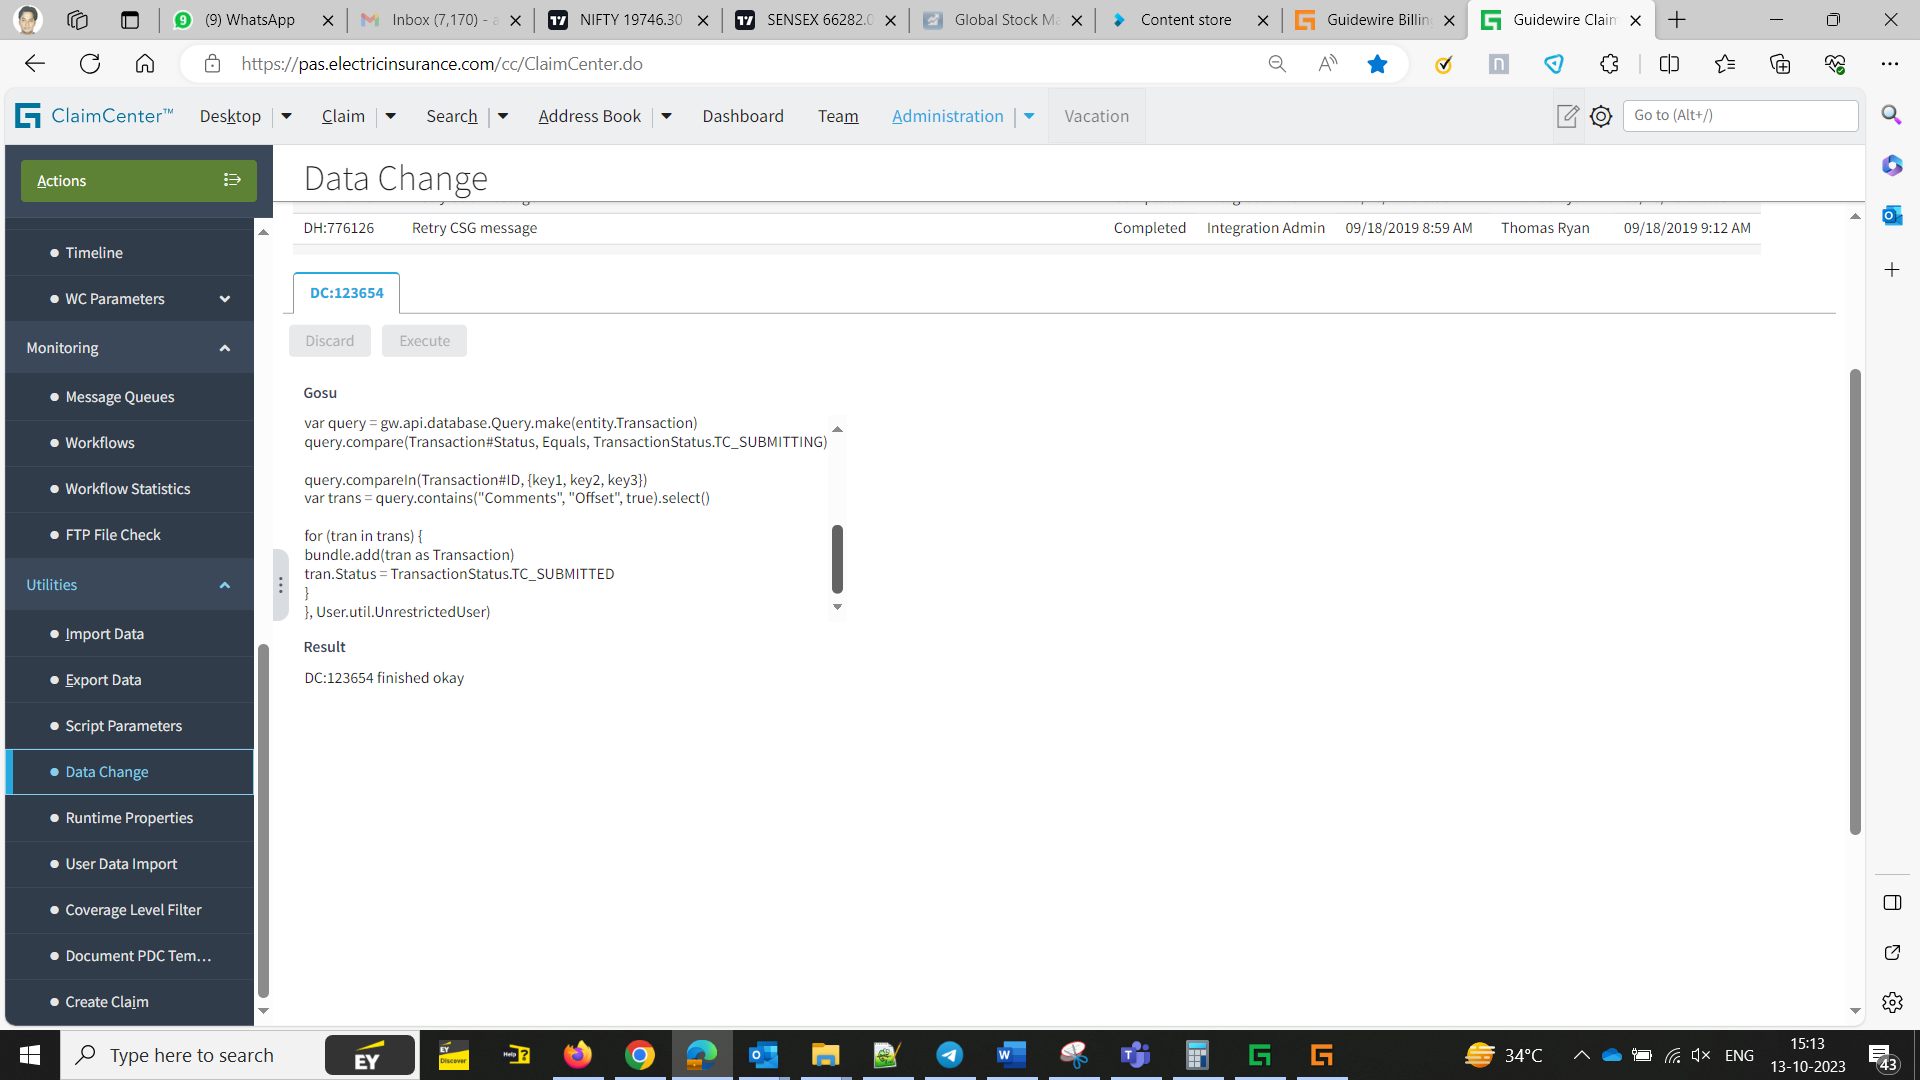 (9) WhatsApp
Inbox (7,170) - a
NIFTY 19746.30
SENSEX 66282.0
Global Stock Ma
Content store
Guidewire Billin
Guidewire Claim
https://pas.electricinsurance.com/cc/ClaimCenter.do
ClaimCenter™
Desktop
Claim
Search
Address Book
Dashboard
Team
Administration
Vacation
Go to (Alt+/)
Actions
Timeline
WC Parameters
Monitoring
Message Queues
Workflows
Workflow Statistics
FTP File Check
Utilities
Import Data
Export Data
Script Parameters
Data Change
Runtime Properties
User Data Import
Coverage Level Filter
Document PDC Tem...
Create Claim
Data Change
DH:776126 Retry CSG message Completed Integration Admin 09/18/2019 8:59 AM Thomas Ryan 09/18/2019 9:12 AM
DC:123654
Discard
Execute
Gosu
var query = gw.api.database.Query.make(entity.Transaction)
query.compare(Transaction#Status, Equals, TransactionStatus.TC_SUBMITTING)
query.compareIn(Transaction#ID, {key1, key2, key3})
var trans = query.contains("Comments", "Offset", true).select()
for (tran in trans) {
bundle.add(tran as Transaction)
tran.Status = TransactionStatus.TC_SUBMITTED
}
}, User.util.UnrestrictedUser)
Result
DC:123654 finished okay
Type here to search
EY
EY
Discover
Help?
34°C
ENG
15:13
13-10-2023
43